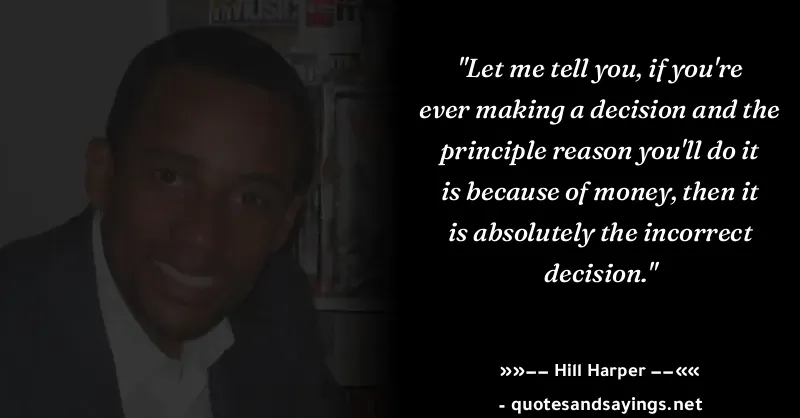 MUSIC
"Let me tell you, if you're
ever making a decision and the
principle reason you'll do it
is because of money, then it
is absolutely the incorrect
decision."
»»–– Hill Harper ––««
- quotesandsayings.net